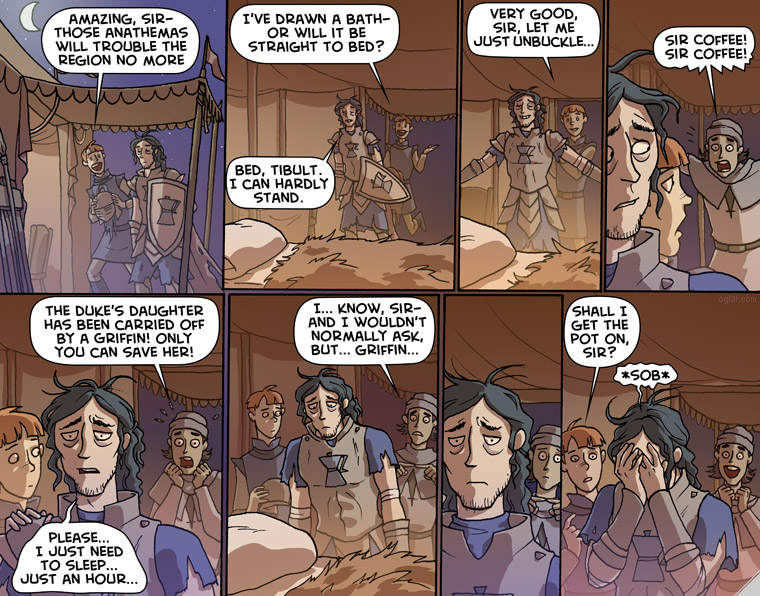 AMAZING, SIR-
THOSE ANATHEMAS
WILL TROUBLE THE
REGION NO MORE
I'VE DRAWN A BATH-
OR WILL IT BE
STRAIGHT TO BED?
BED, TIBULT.
I CAN HARDLY
STAND.
VERY GOOD,
SIR, LET ME
JUST UNBUCKLE...
SIR COFFEE!
SIR COFFEE!
THE DUKE'S DAUGHTER
HAS BEEN CARRIED OFF
BY A GRIFFIN! ONLY
YOU CAN SAVE HER!
PLEASE...
I JUST NEED
TO SLEEP...
JUST AN HOUR...
I... KNOW, SIR-
AND I WOULDN'T
NORMALLY ASK,
BUT... GRIFFIN...
oglaf.com
SHALL I
GET THE
POT ON,
SIR?
*SOB*